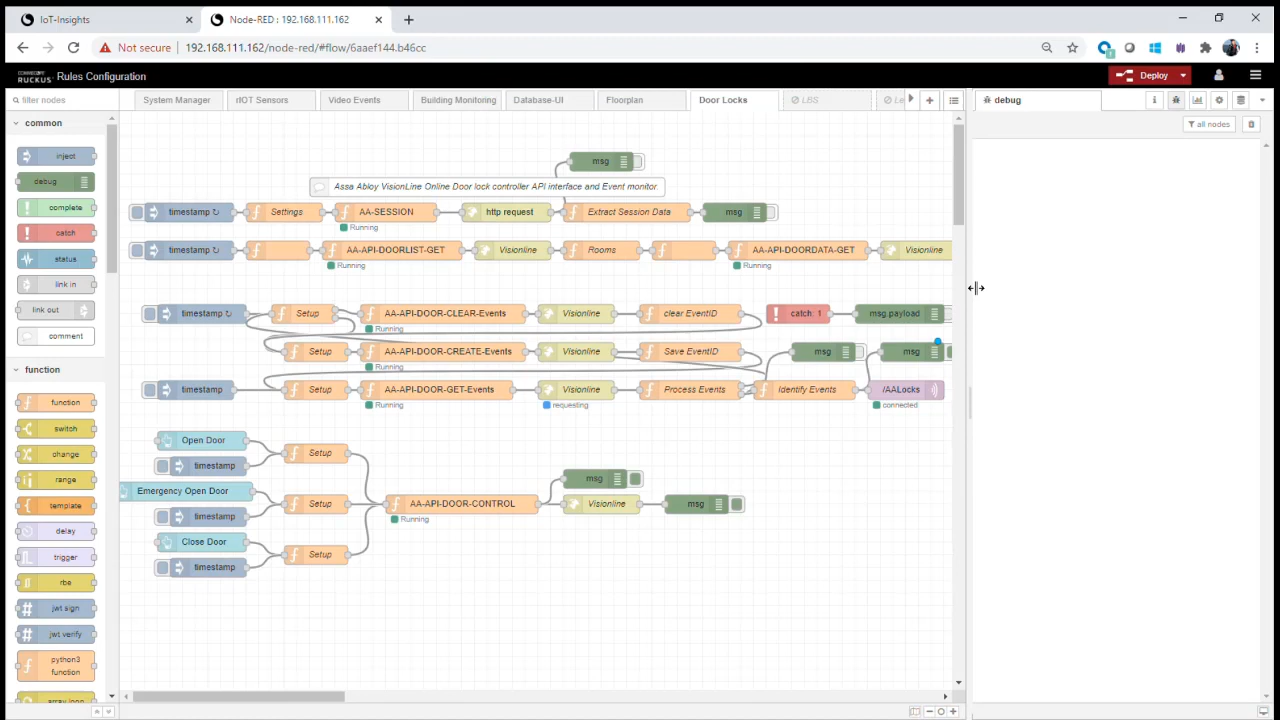 IoT-Insights
Node-RED : 192.168.111.162
Not secure 192.168.111.162/node-red/#flow/6aaef144.b46cc
COMMSCOPE RUCKUS Rules Configuration Deploy
filter nodes
System Manager rIOT Sensors Video Events Building Monitoring Database-UI Floorplan Door Locks LBS Le
debug
all nodes
common
inject
debug
complete
catch
status
link in
link out
comment
function
function
switch
change
range
template
delay
trigger
rbe
jwt sign
jwt verify
python3 function
array loop
msg
Assa Abloy VisionLine Online Door lock controller API interface and Event monitor
timestamp ↻ Settings AA-SESSION http request Extract Session Data msg
Running
timestamp ↻ AA-API-DOORLIST-GET Visionline Rooms AA-API-DOORDATA-GET Visionline
Running Running
timestamp ↻ Setup AA-API-DOOR-CLEAR-Events Visionline clear EventID catch: 1 msg.payload
Running
Setup AA-API-DOOR-CREATE-Events Visionline Save EventID msg msg
Running
timestamp Setup AA-API-DOOR-GET-Events Visionline Process Events Identify Events /AALocks
Running requesting connected
Open Door
Setup
timestamp
msg
Emergency Open Door
Setup AA-API-DOOR-CONTROL Visionline msg
timestamp
Running
Close Door
Setup
timestamp